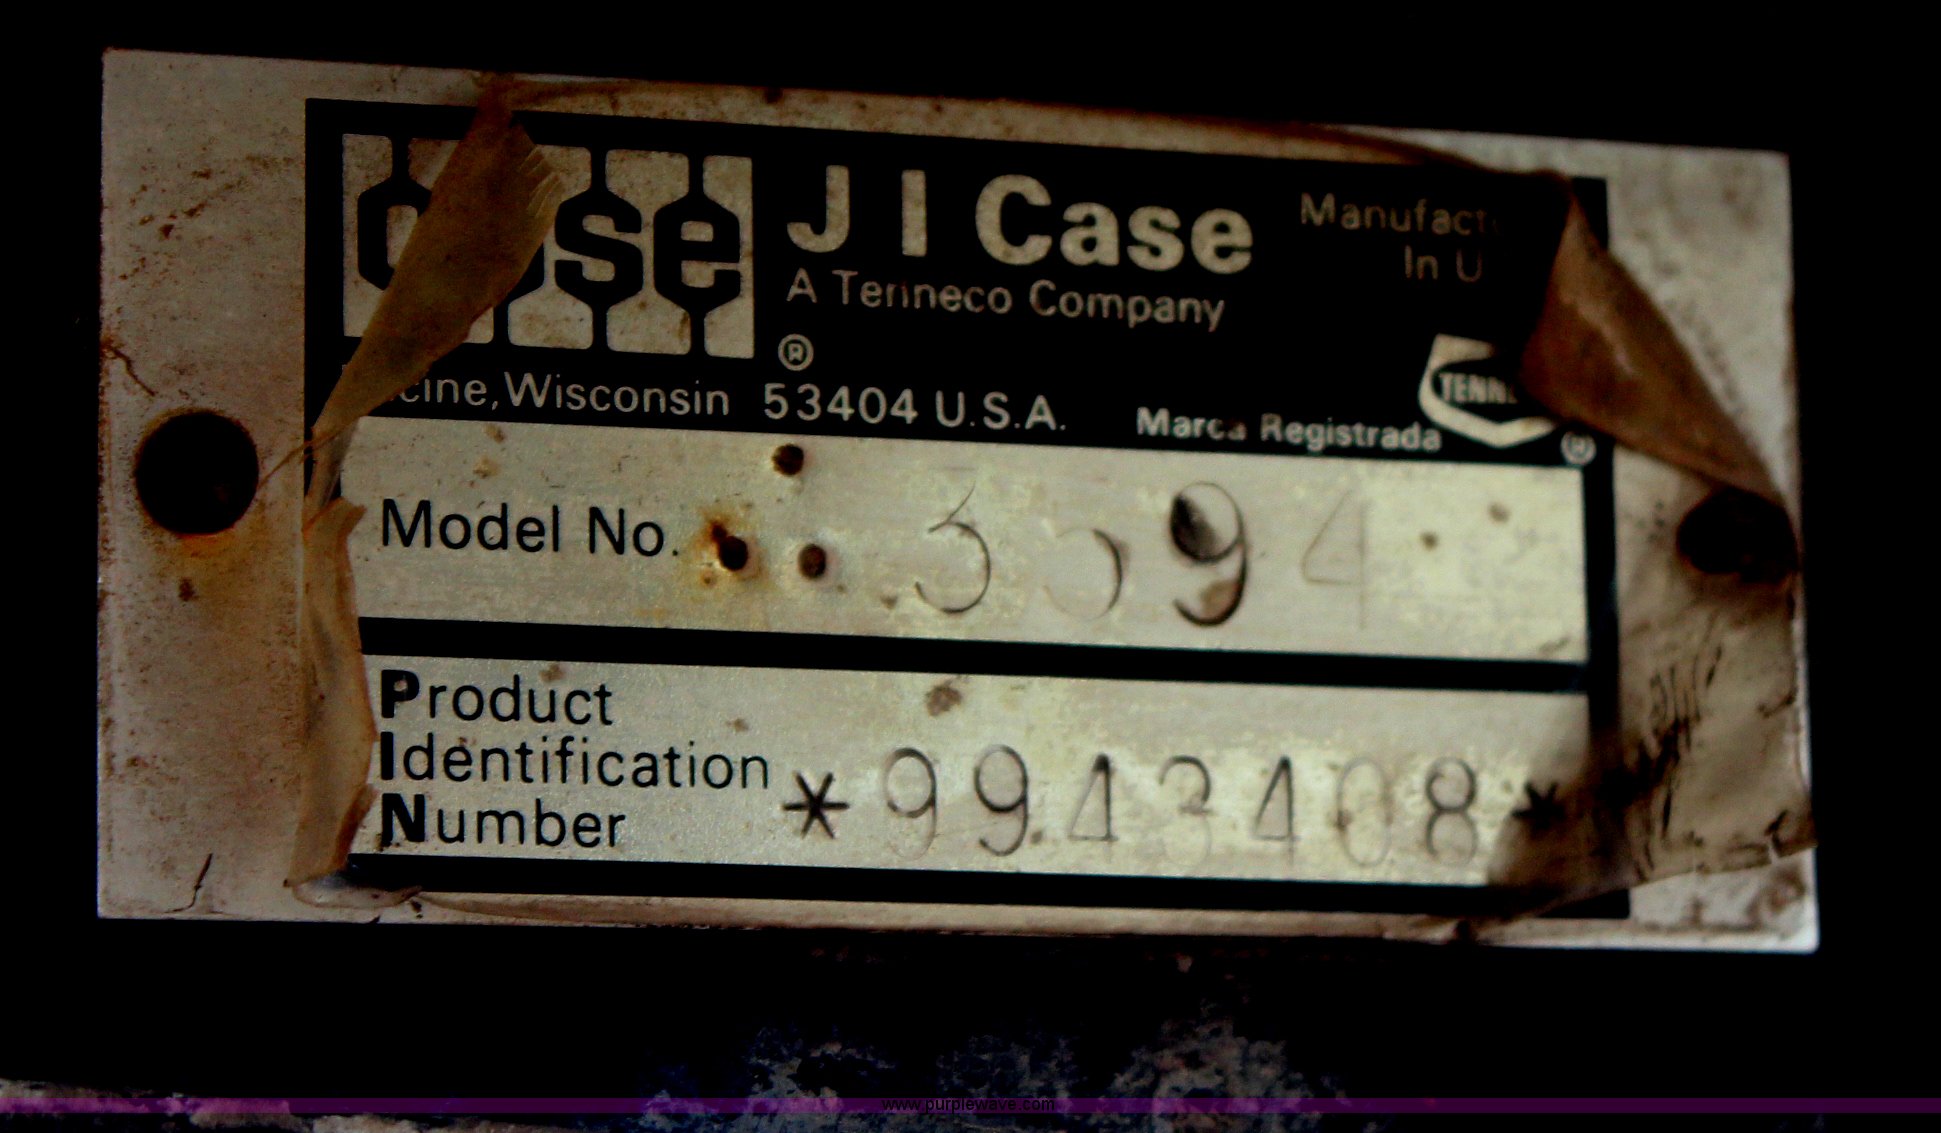 case
J I Case
A Tenneco Company
®
Manufact
In U
cine, Wisconsin 53404 U.S.A.
Marca Registrada
TENN
®
Model No. 3594
Product
Identification
Number *9943408*
www.purplewave.com